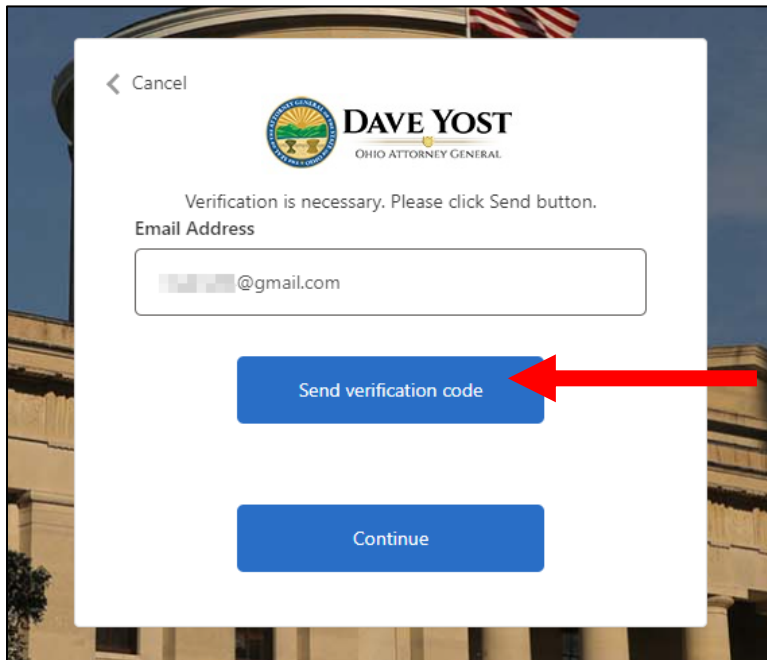 Cancel
DAVE YOST
OHIO ATTORNEY GENERAL
Verification is necessary. Please click Send button.
Email Address
@gmail.com
Send verification code
Continue